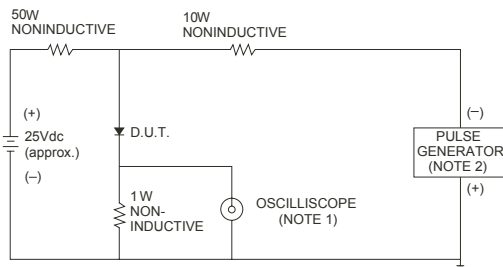 50W
NONINDUCTIVE
10W
NONINDUCTIVE
(+)
25Vdc
(approx.)
(–)
D.U.T.
1W
NON-
INDUCTIVE
OSCILLISCOPE
(NOTE 1)
(–)
PULSE
GENERATOR
(NOTE 2)
(+)